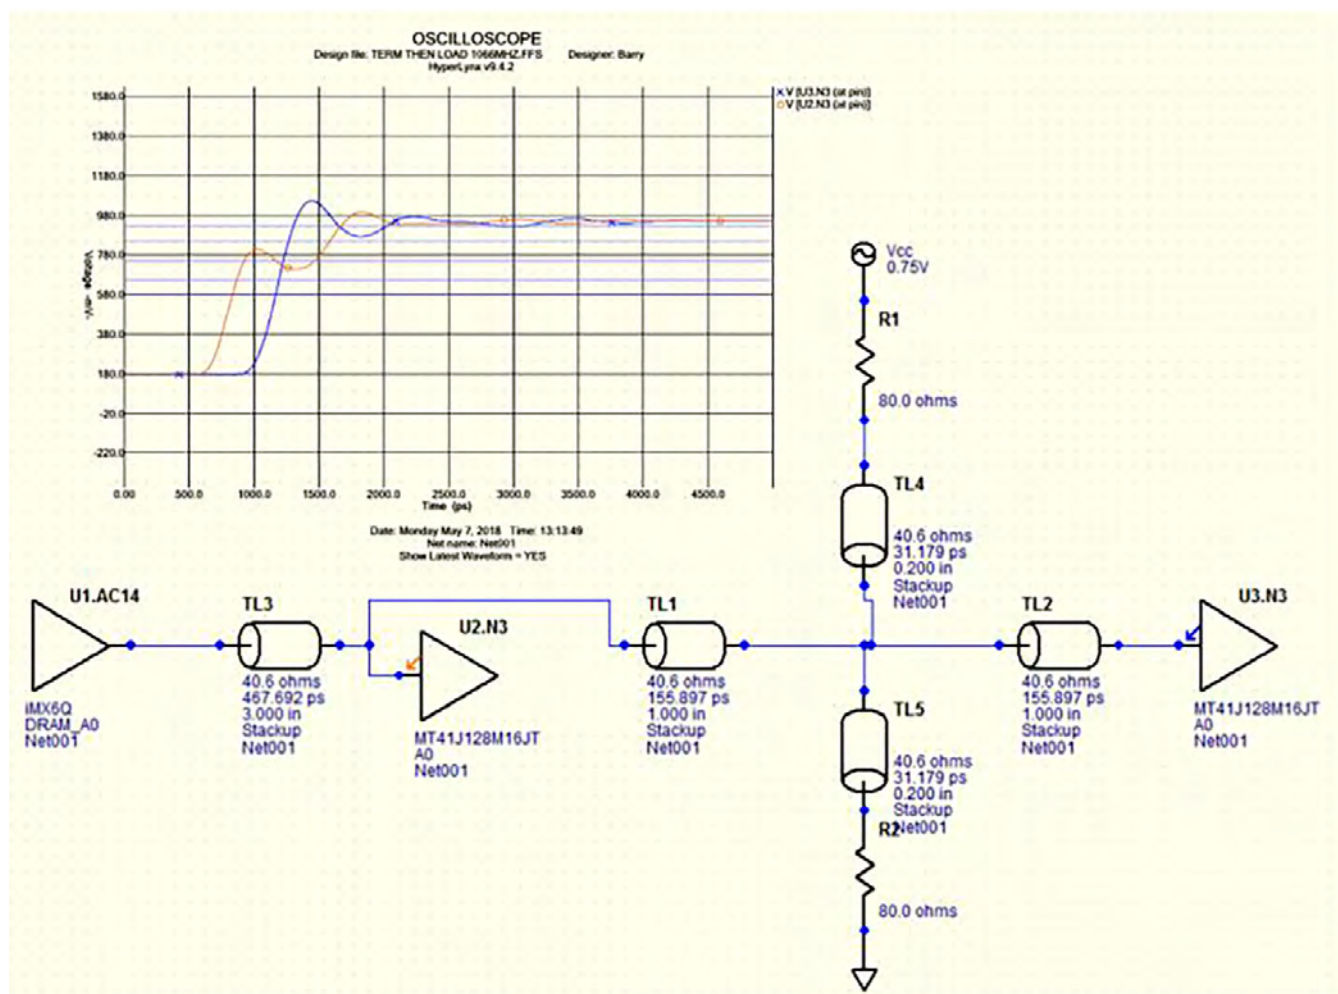 OSCILLOSCOPE
Design file: TERM THEN LOAD 1066MHZ.FFS Designer: Barry
HyperLynx v9.4.2
V [U3.N3 (at pin)]
V [U2.N3 (at pin)]
1580.0
1380.0
1180.0
980.0
780.0
580.0
380.0
180.0
-20.0
-220.0
Voltage -mV-
0.00 500.0 1000.0 1500.0 2000.0 2500.0 3000.0 3500.0 4000.0 4500.0
Time (ps)
Date: Monday May 7, 2018 Time: 13:13:49
Net name: Net001
Show Latest Waveform = YES
Vcc
0.75V
R1
80.0 ohms
TL4
40.6 ohms
31.179 ps
0.200 in
Stackup
Net001
U1.AC14
iMX6Q
DRAM_A0
Net001
TL3
40.6 ohms
467.692 ps
3.000 in
Stackup
Net001
U2.N3
MT41J128M16JT
A0
Net001
TL1
40.6 ohms
155.897 ps
1.000 in
Stackup
Net001
TL2
40.6 ohms
155.897 ps
1.000 in
Stackup
Net001
U3.N3
MT41J128M16JT
A0
Net001
TL5
40.6 ohms
31.179 ps
0.200 in
Stackup
Net001
R2
80.0 ohms